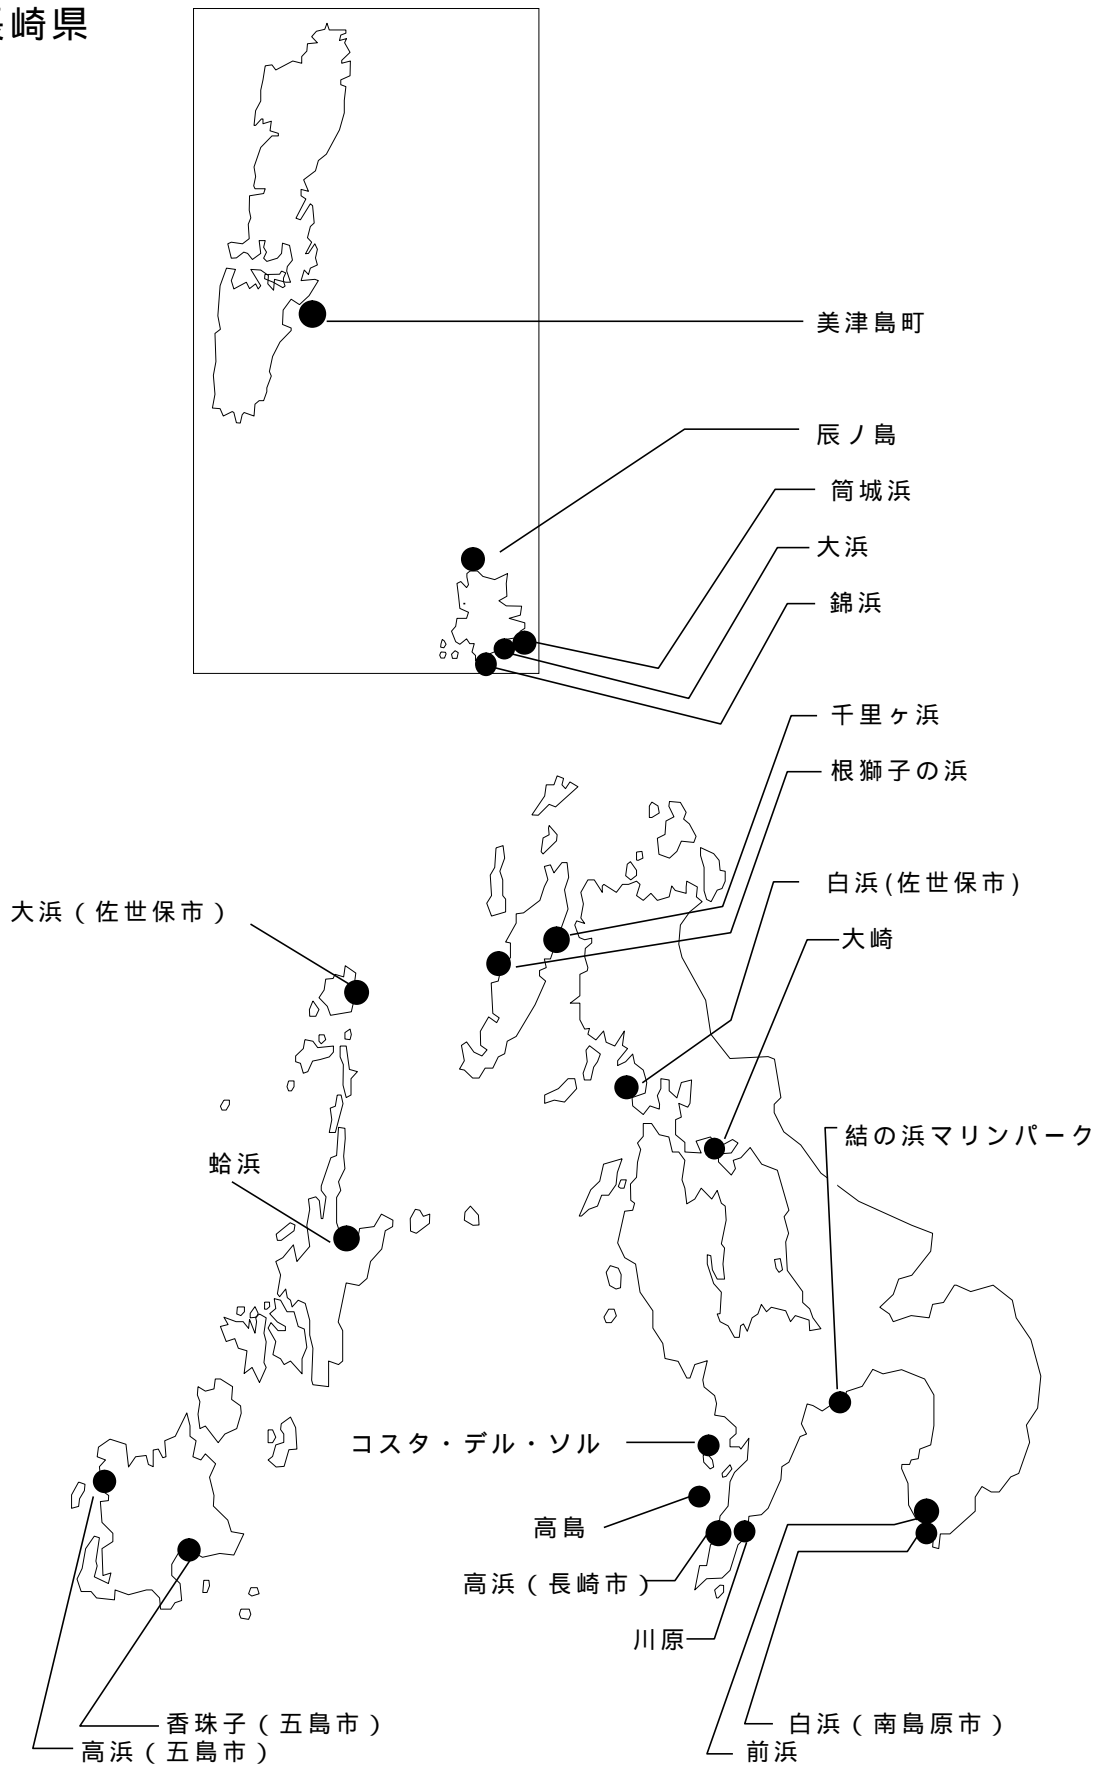 崎県
美津島町
辰ノ島
筒城浜
大浜
錦浜
千里ヶ浜
根獅子の浜
白浜(佐世保市)
大浜（佐世保市）
大崎
結の浜マリンパーク
蛤浜
コスタ・デル・ソル
高島
高浜（長崎市）
川原
香珠子（五島市）
白浜（南島原市）
高浜（五島市）
前浜